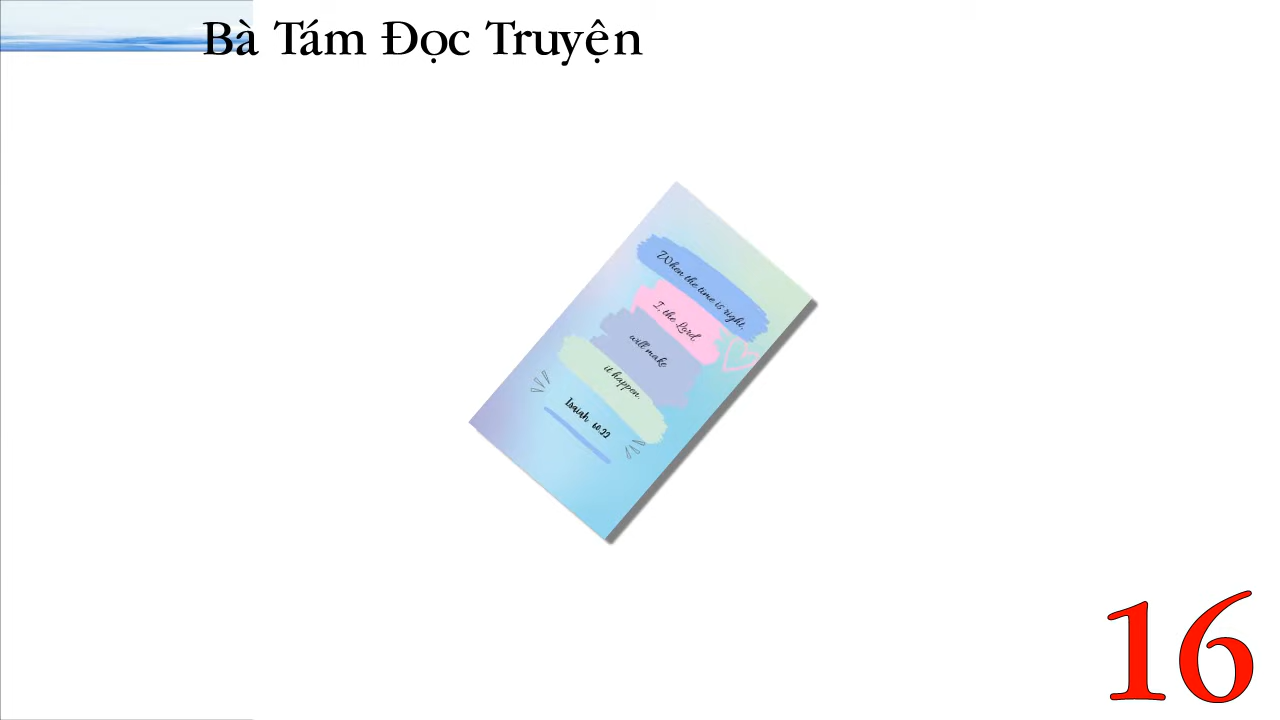 Bà Tám Đọc Truyện
When the time is right,
I, the Lord,
will make
it happen.
Isaiah 60:22
16